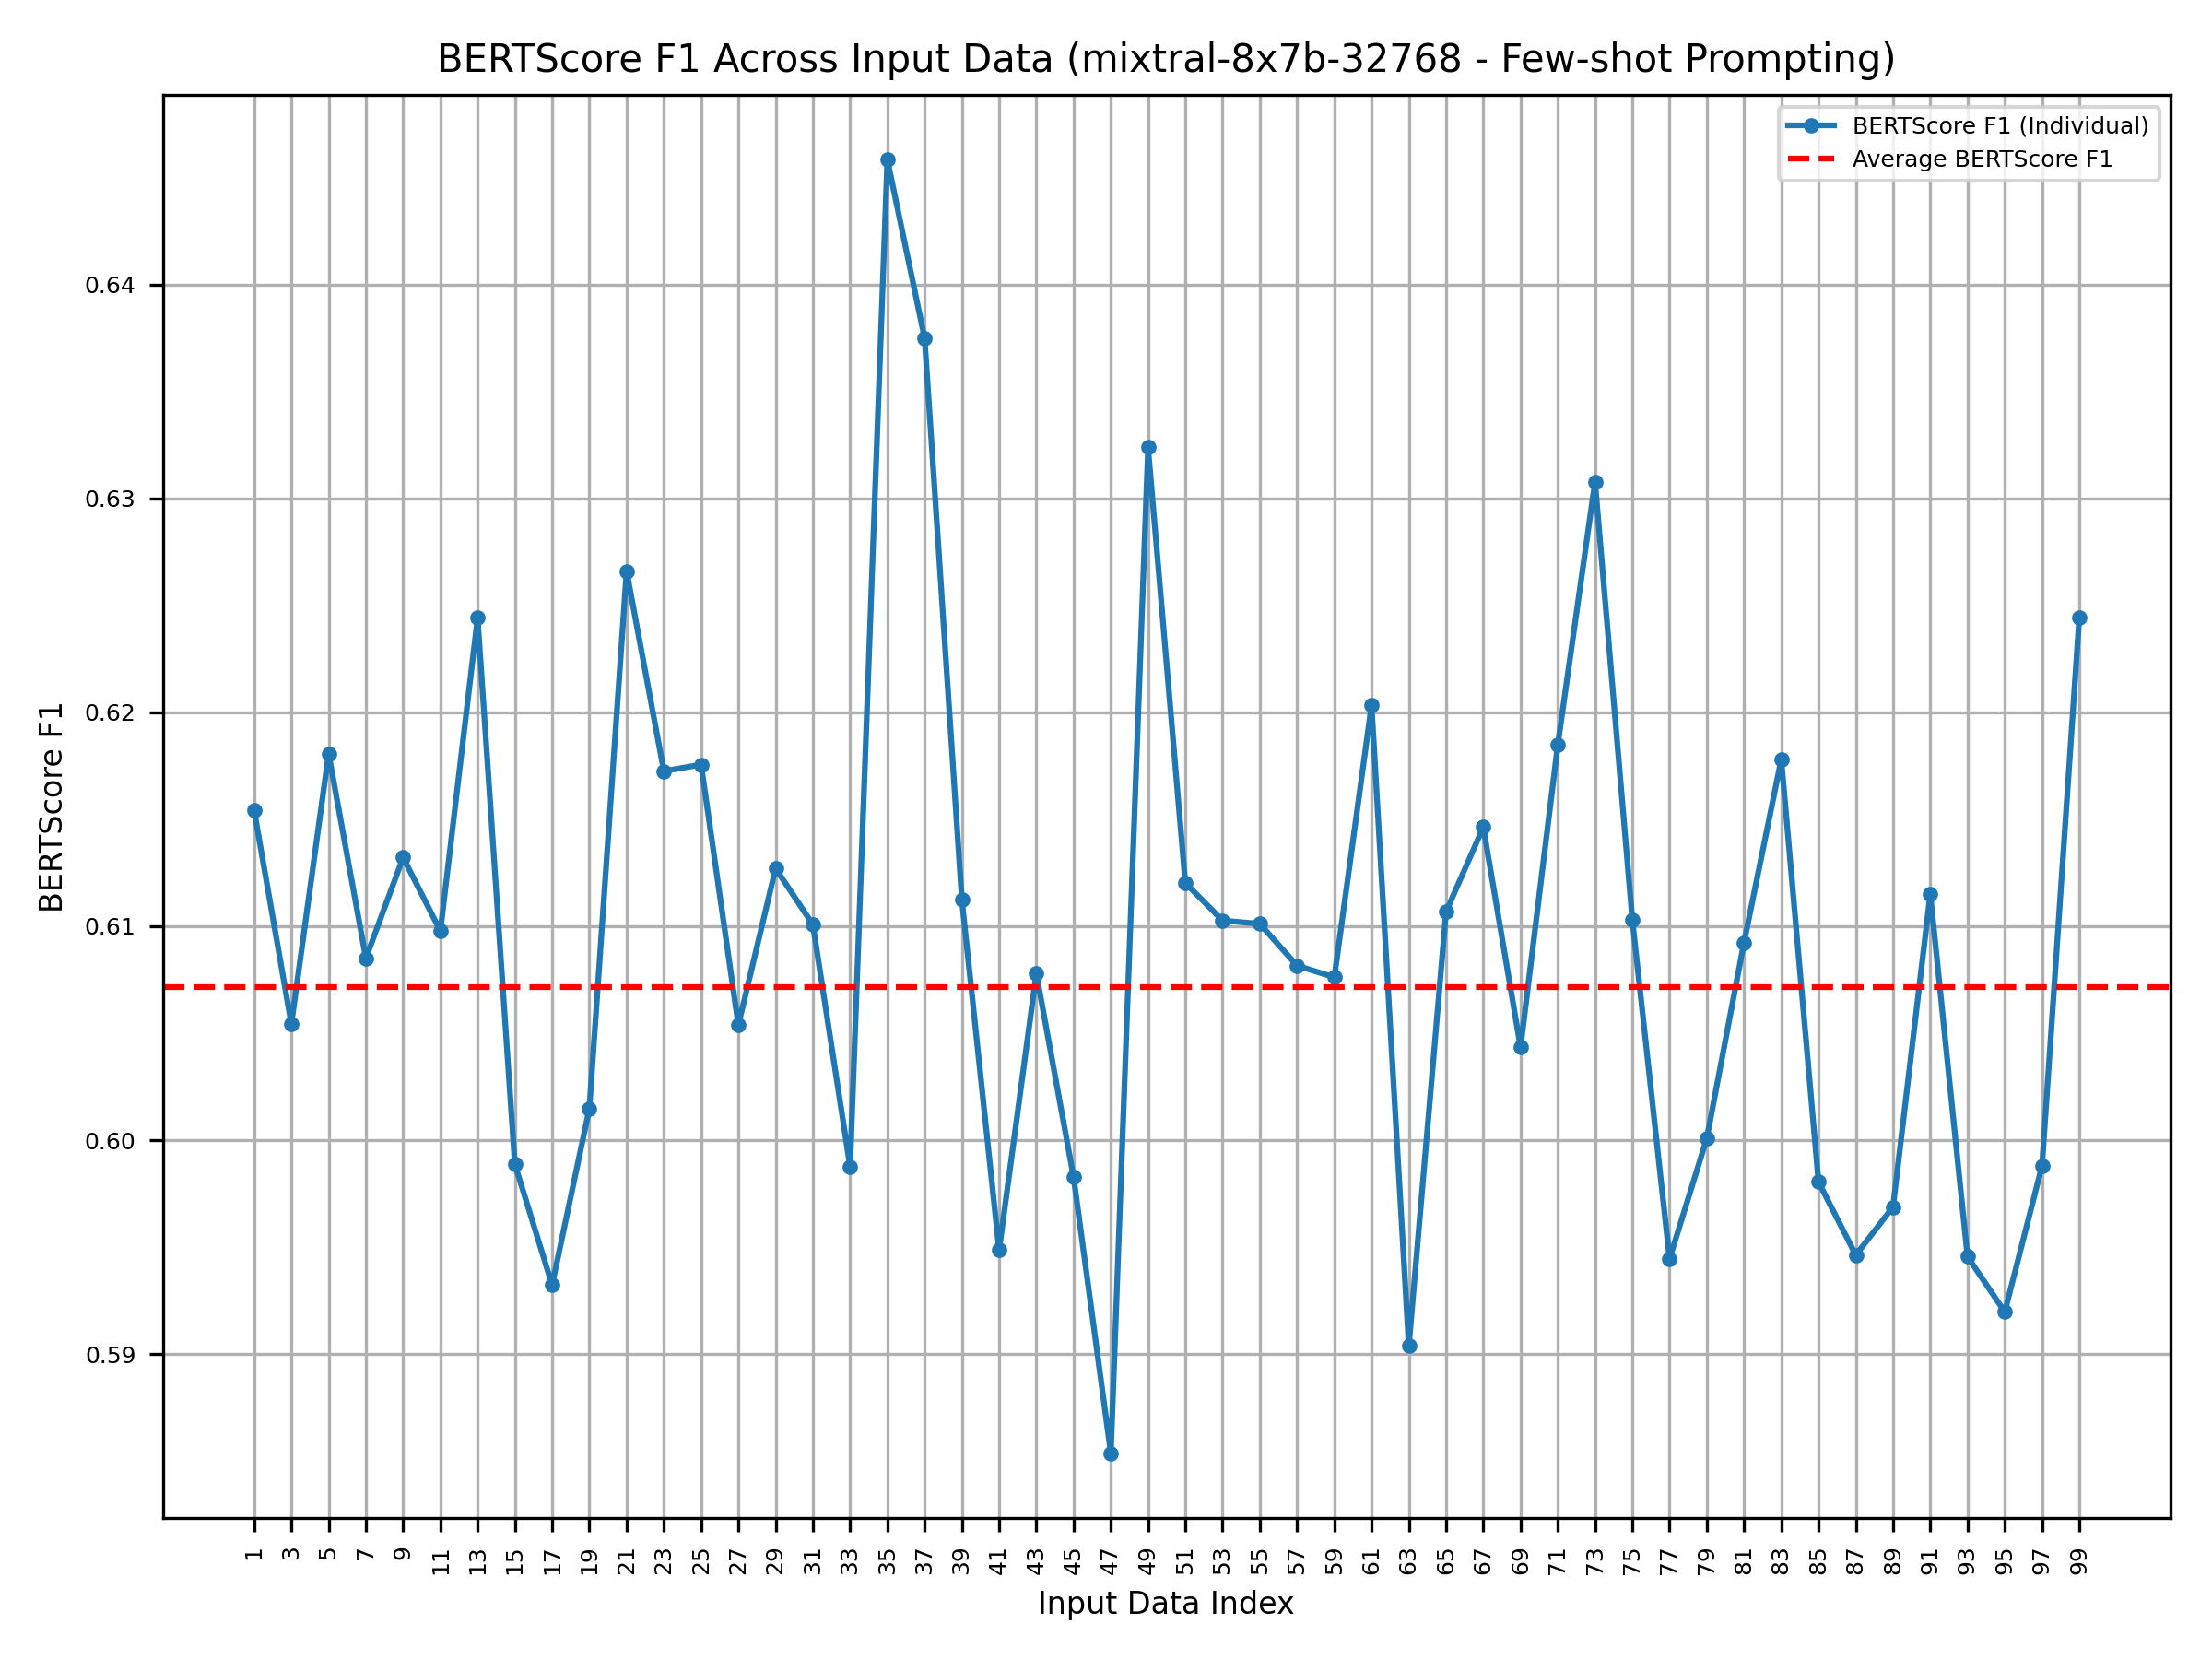 BERTScore F1 Across Input Data (mixtral-8x7b-32768 - Few-shot Prompting)
BERTScore F1 (Individual)
Average BERTScore F1
0.64
0.63
0.62
0.61
0.60
0.59
BERTScore F1
1 3 5 7 9 11 13 15 17 19 21 23 25 27 29 31 33 35 37 39 41 43 45 47 49 51 53 55 57 59 61 63 65 67 69 71 73 75 77 79 81 83 85 87 89 91 93 95 97 99
Input Data Index